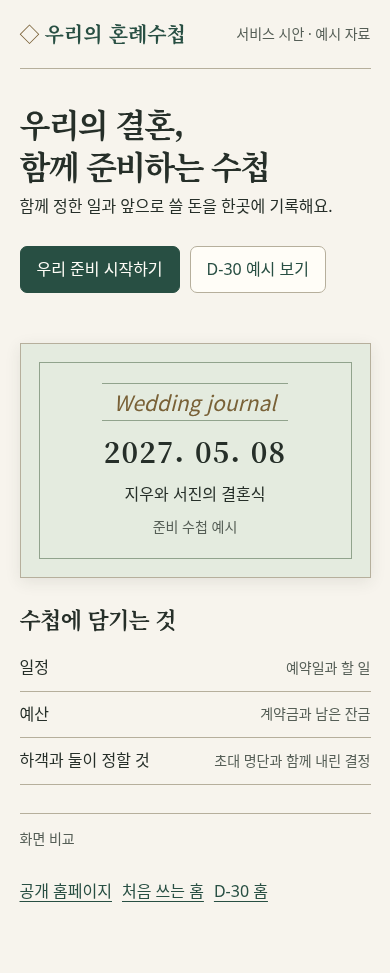 우리의 혼례수첩
서비스 시안 · 예시 자료
우리의 결혼,
함께 준비하는 수첩
함께 정한 일과 앞으로 쓸 돈을 한곳에 기록해요.
우리 준비 시작하기
D-30 예시 보기
Wedding journal
2027. 05. 08
지우와 서진의 결혼식
준비 수첩 예시
수첩에 담기는 것
일정
예약일과 할 일
예산
계약금과 남은 잔금
하객과 둘이 정할 것
초대 명단과 함께 내린 결정
화면 비교
공개 홈페이지 처음 쓰는 홈 D-30 홈